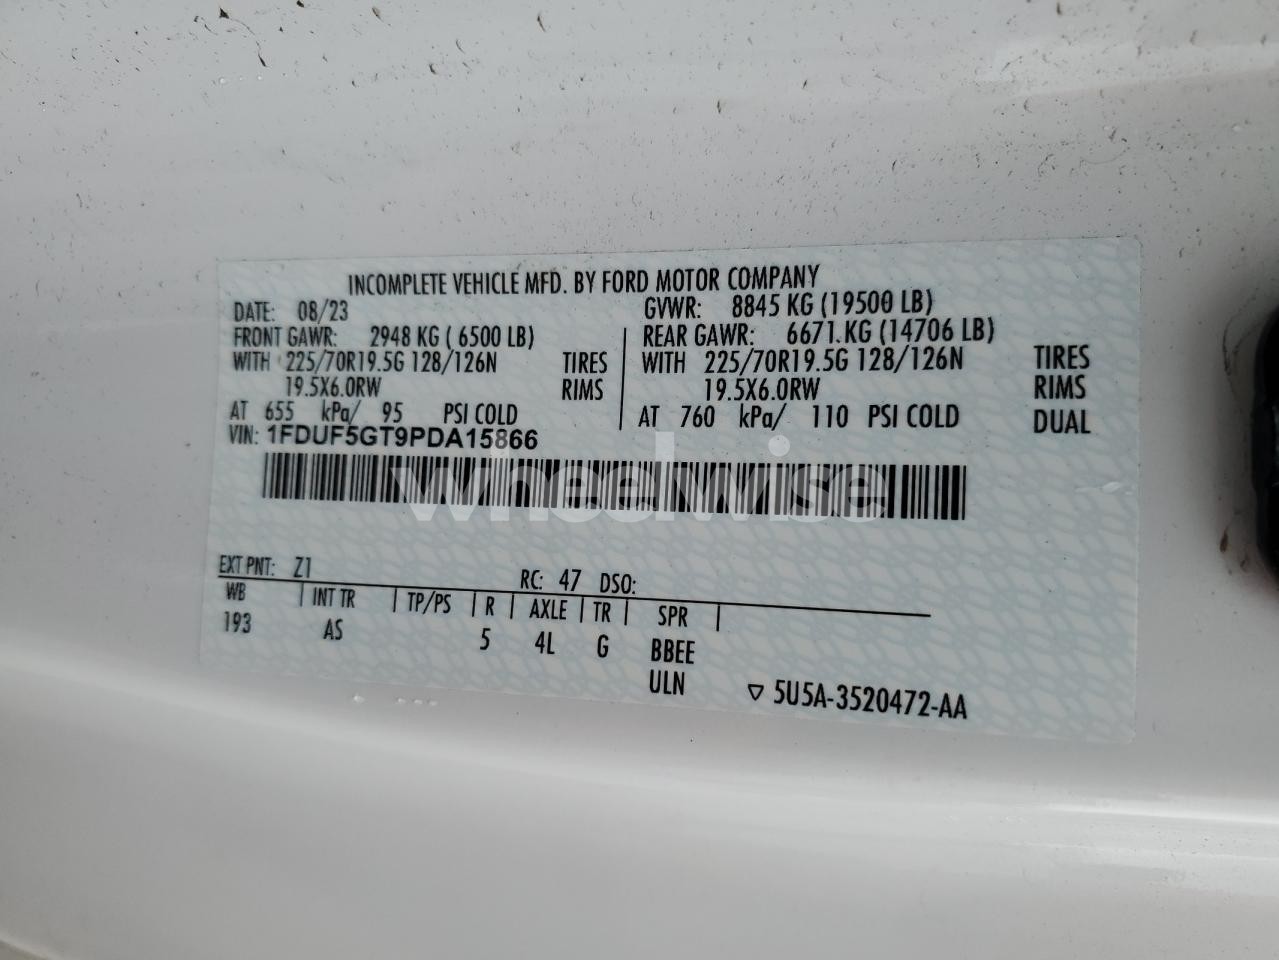 INCOMPLETE VEHICLE MFD. BY FORD MOTOR COMPANY
DATE: 08/23 GVWR: 8845 KG (19500 LB)
FRONT GAWR: 2948 KG ( 6500 LB) REAR GAWR: 6671.KG (14706 LB)
WITH 225/70R19.5G 128/126N TIRES WITH 225/70R19.5G 128/126N TIRES
19.5X6.0RW RIMS 19.5X6.0RW RIMS
AT 655 kPa/ 95 PSI COLD AT 760 kPa/ 110 PSI COLD DUAL
VIN: 1FDUF5GT9PDA15866
wheelwise
EXT PNT: Z1 RC: 47 DSO:
WB INT TR TP/PS R AXLE TR SPR
193 AS 5 4L G BBEE
ULN ▽ 5U5A-3520472-AA